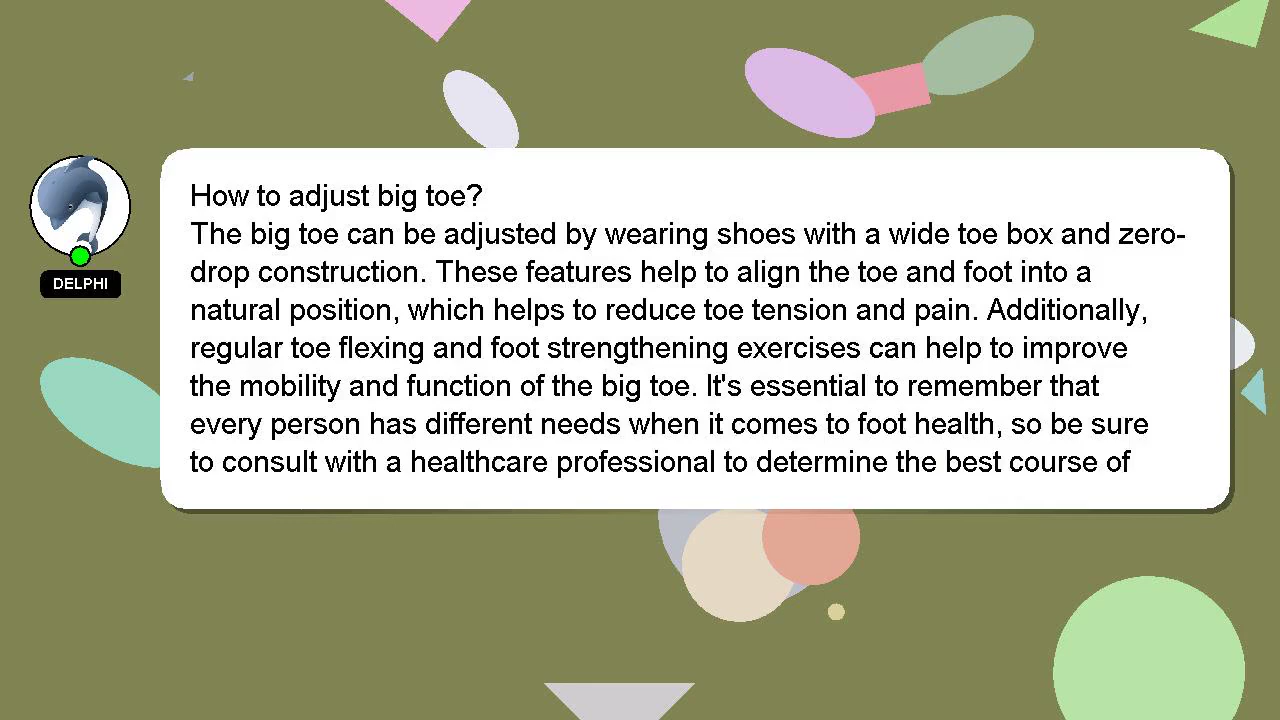 How to adjust big toe?
The big toe can be adjusted by wearing shoes with a wide toe box and zero-
drop construction. These features help to align the toe and foot into a
natural position, which helps to reduce toe tension and pain. Additionally,
regular toe flexing and foot strengthening exercises can help to improve
the mobility and function of the big toe. It's essential to remember that
every person has different needs when it comes to foot health, so be sure
to consult with a healthcare professional to determine the best course of
DELPHI